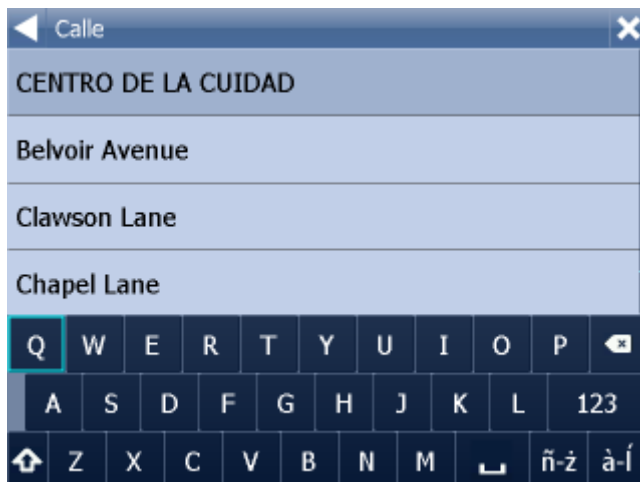 Calle
CENTRO DE LA CUIDAD
Belvoir Avenue
Clawson Lane
Chapel Lane
Q W E R T Y U I O P
A S D F G H J K L 123
Z X C V B N M ñ-ż à-Í